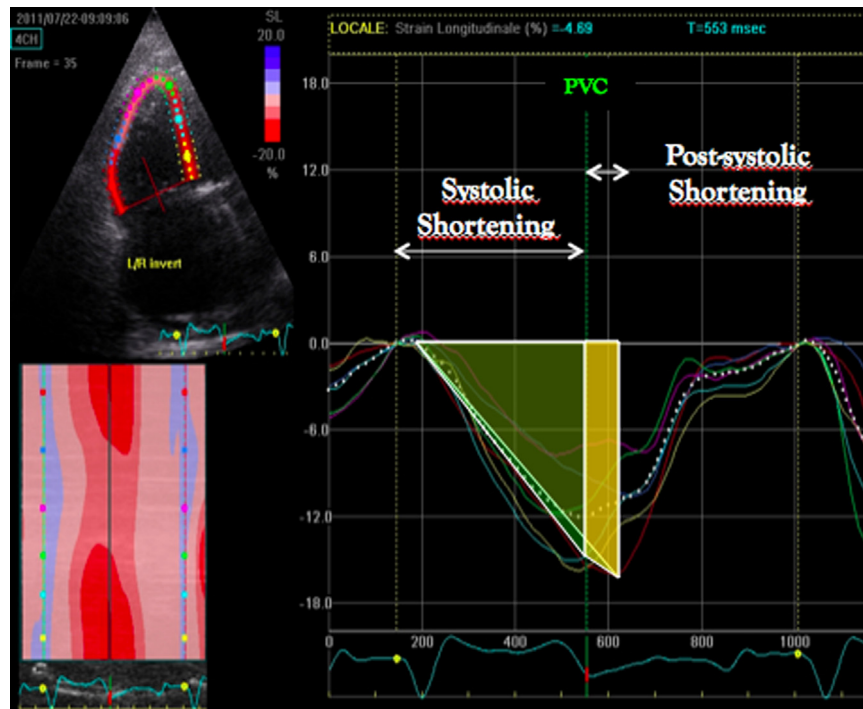 2011/07/22-09:09:06
4CH
Frame = 35
SL
20.0
-20.0
%
L/R invert
LOCALE: Strain Longitudinale (%) =-4.69 T=553 msec
18.0
12.0
6.0
0.0
-6.0
-12.0
-18.0
PVC
Systolic
Shortening
Post-systolic
Shortening
0 200 400 600 800 1000